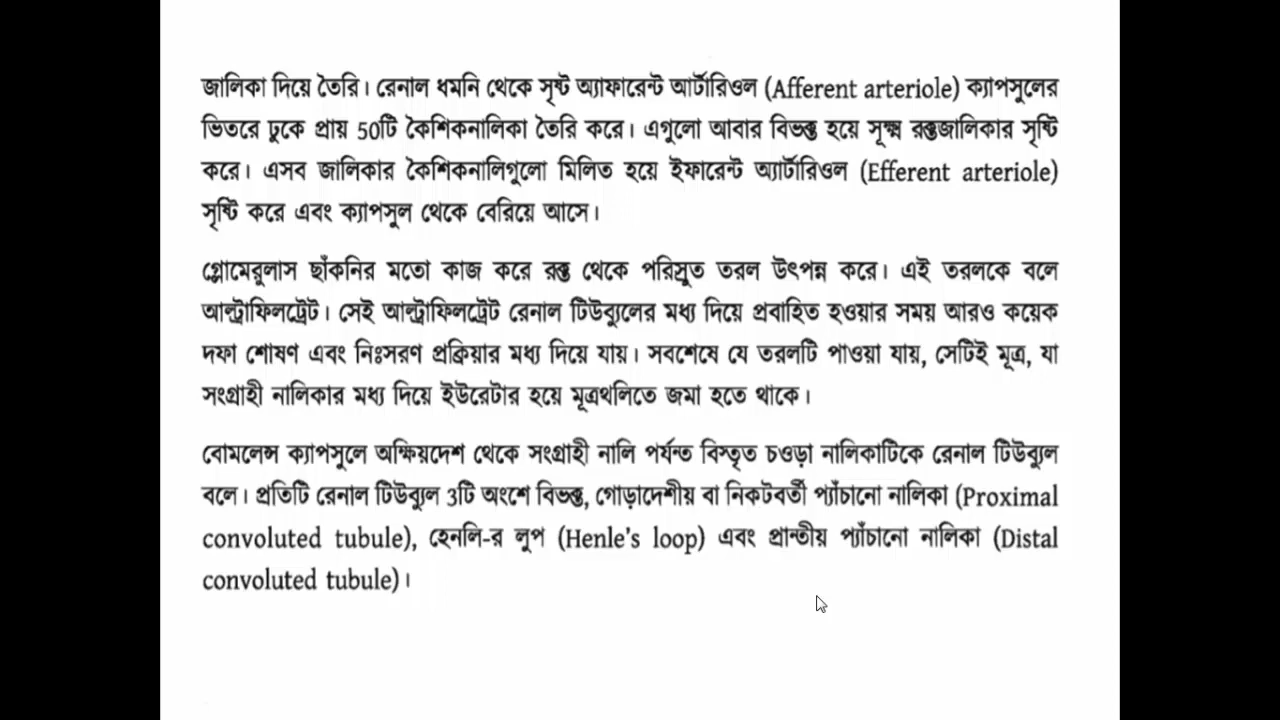 জালিকা দিয়ে তৈরি। রেনাল ধমনি থেকে সৃষ্ট অ্যাফারেন্ট আর্টারিওল (Afferent arteriole) ক্যাপসুলের
ভিতরে ঢুকে প্রায় 50টি কৈশিকনালিকা তৈরি করে। এগুলো আবার বিভক্ত হয়ে সূক্ষ্ম রক্তজালিকার সৃষ্টি
করে। এসব জালিকার কৈশিকনালিগুলো মিলিত হয়ে ইফারেন্ট অ্যার্টারিওল (Efferent arteriole)
সৃষ্টি করে এবং ক্যাপসুল থেকে বেরিয়ে আসে।
গ্লোমেরুলাস ছাঁকনির মতো কাজ করে রক্ত থেকে পরিস্রুত তরল উৎপন্ন করে। এই তরলকে বলে
আল্ট্রাফিলট্রেট। সেই আল্ট্রাফিলট্রেট রেনাল টিউব্যুলের মধ্য দিয়ে প্রবাহিত হওয়ার সময় আরও কয়েক
দফা শোষণ এবং নিঃসরণ প্রক্রিয়ার মধ্য দিয়ে যায়। সবশেষে যে তরলটি পাওয়া যায়, সেটিই মূত্র, যা
সংগ্রাহী নালিকার মধ্য দিয়ে ইউরেটার হয়ে মূত্রথলিতে জমা হতে থাকে।
বোমলেন্স ক্যাপসুলে অক্ষিয়দেশ থেকে সংগ্রাহী নালি পর্যন্ত বিস্তৃত চওড়া নালিকাটিকে রেনাল টিউব্যুল
বলে। প্রতিটি রেনাল টিউব্যুল 3টি অংশে বিভক্ত, গোড়াদেশীয় বা নিকটবর্তী প্যাঁচানো নালিকা (Proximal
convoluted tubule), হেনলি-র লুপ (Henle's loop) এবং প্রান্তীয় প্যাঁচানো নালিকা (Distal
convoluted tubule)।